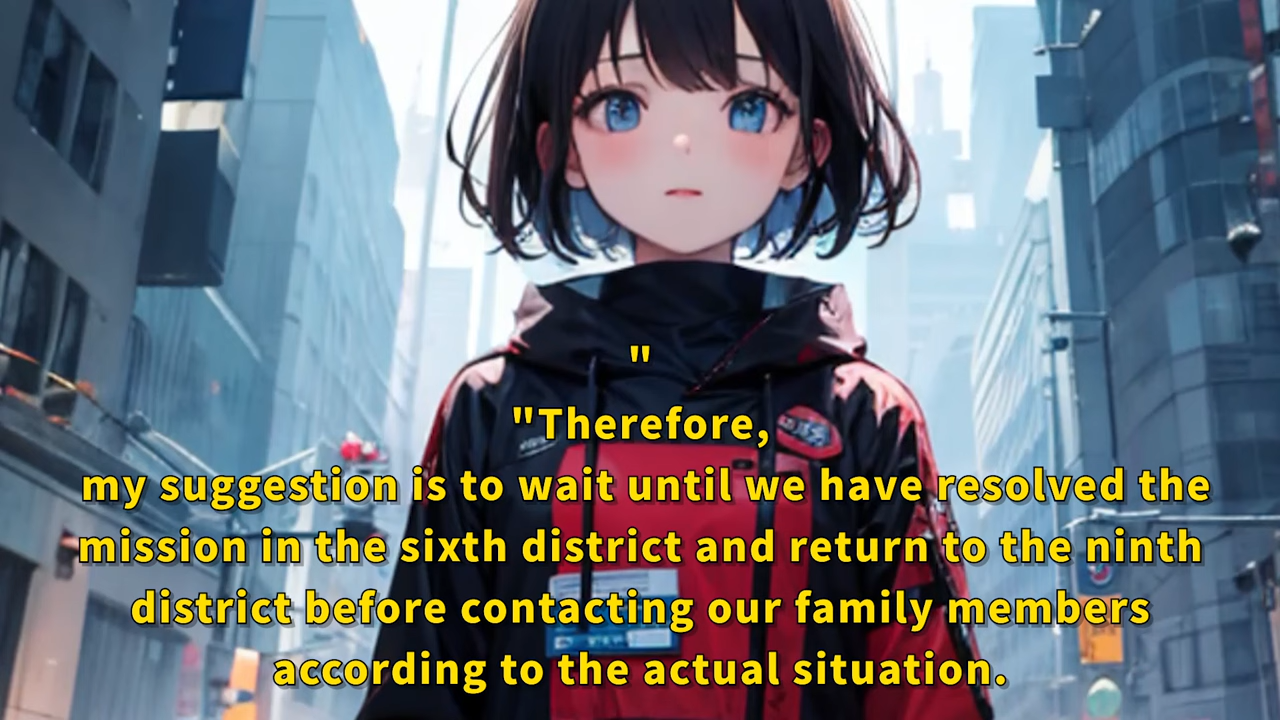 "
"Therefore,
my suggestion is to wait until we have resolved the
mission in the sixth district and return to the ninth
district before contacting our family members
according to the actual situation.